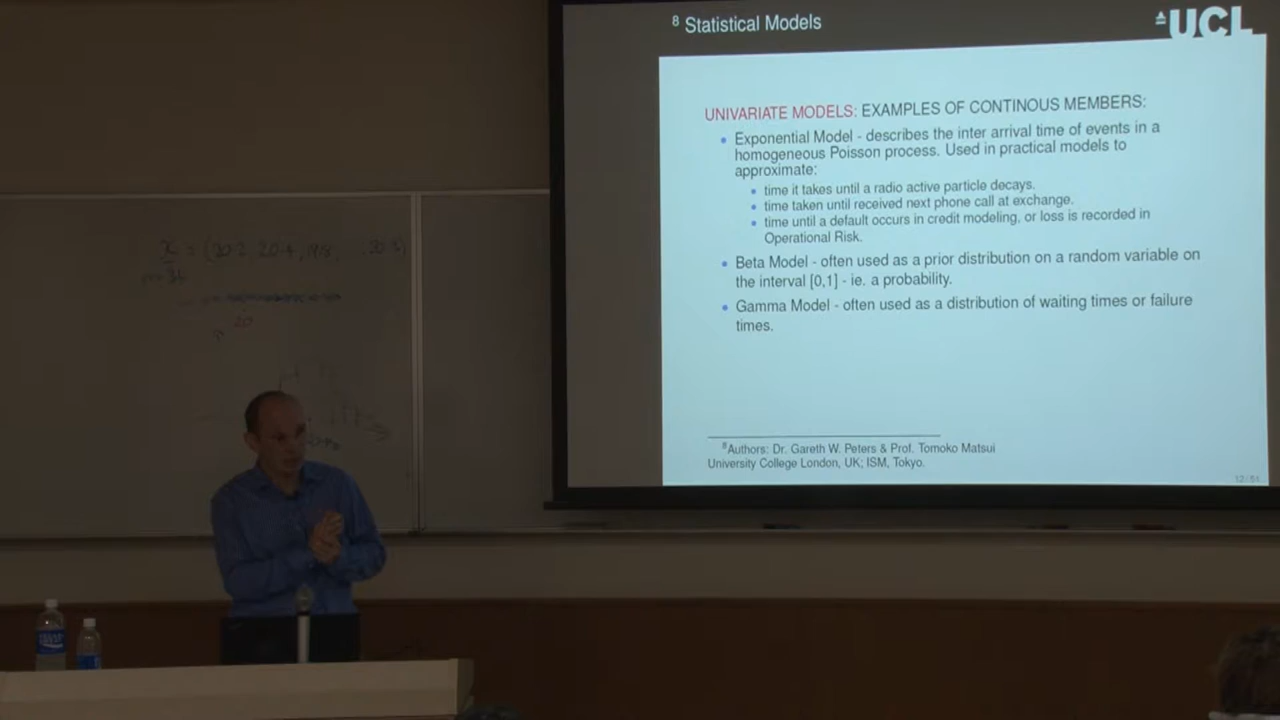 ⁸ Statistical Models
UCL
UNIVARIATE MODELS: EXAMPLES OF CONTINOUS MEMBERS:
• Exponential Model - describes the inter arrival time of events in a
homogeneous Poisson process. Used in practical models to
approximate:
• time it takes until a radio active particle decays.
• time taken until received next phone call at exchange.
• time until a default occurs in credit modeling, or loss is recorded in
Operational Risk.
• Beta Model - often used as a prior distribution on a random variable on
the interval [0,1] - ie. a probability.
• Gamma Model - often used as a distribution of waiting times or failure
times.
⁸Authors: Dr. Gareth W. Peters & Prof. Tomoko Matsui
University College London, UK; ISM, Tokyo.
20